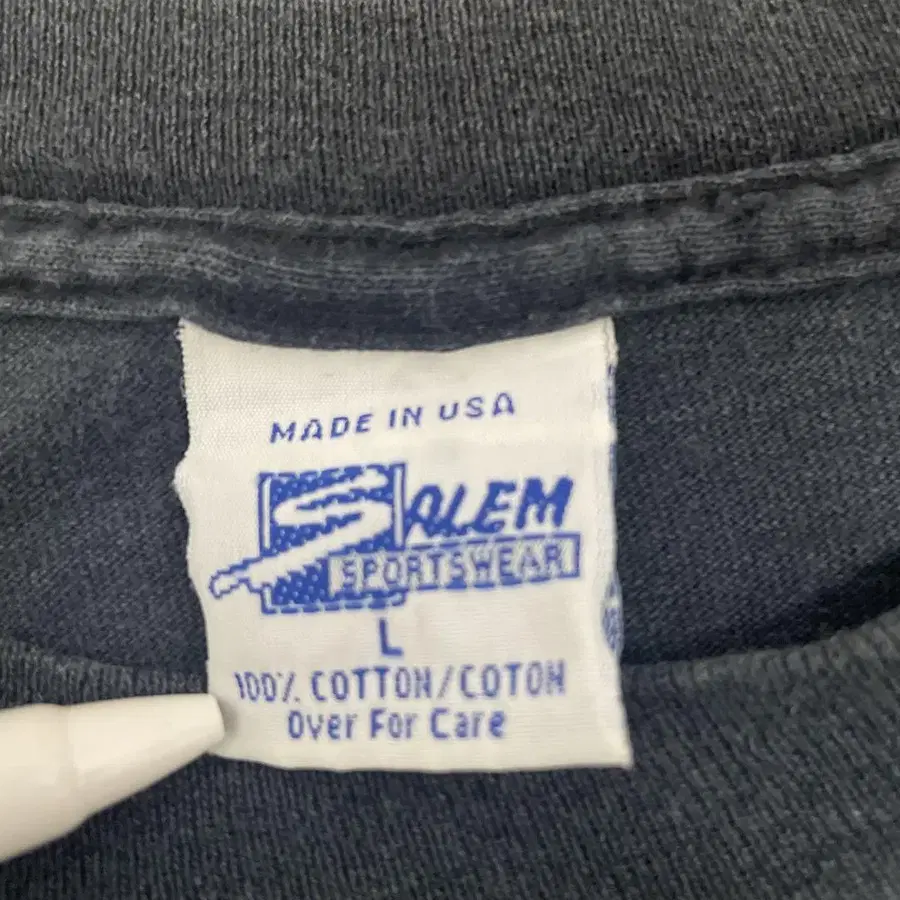 MADE IN USA
SALEM
SPORTSWEAR
L
100% COTTON/COTON
Over For Care